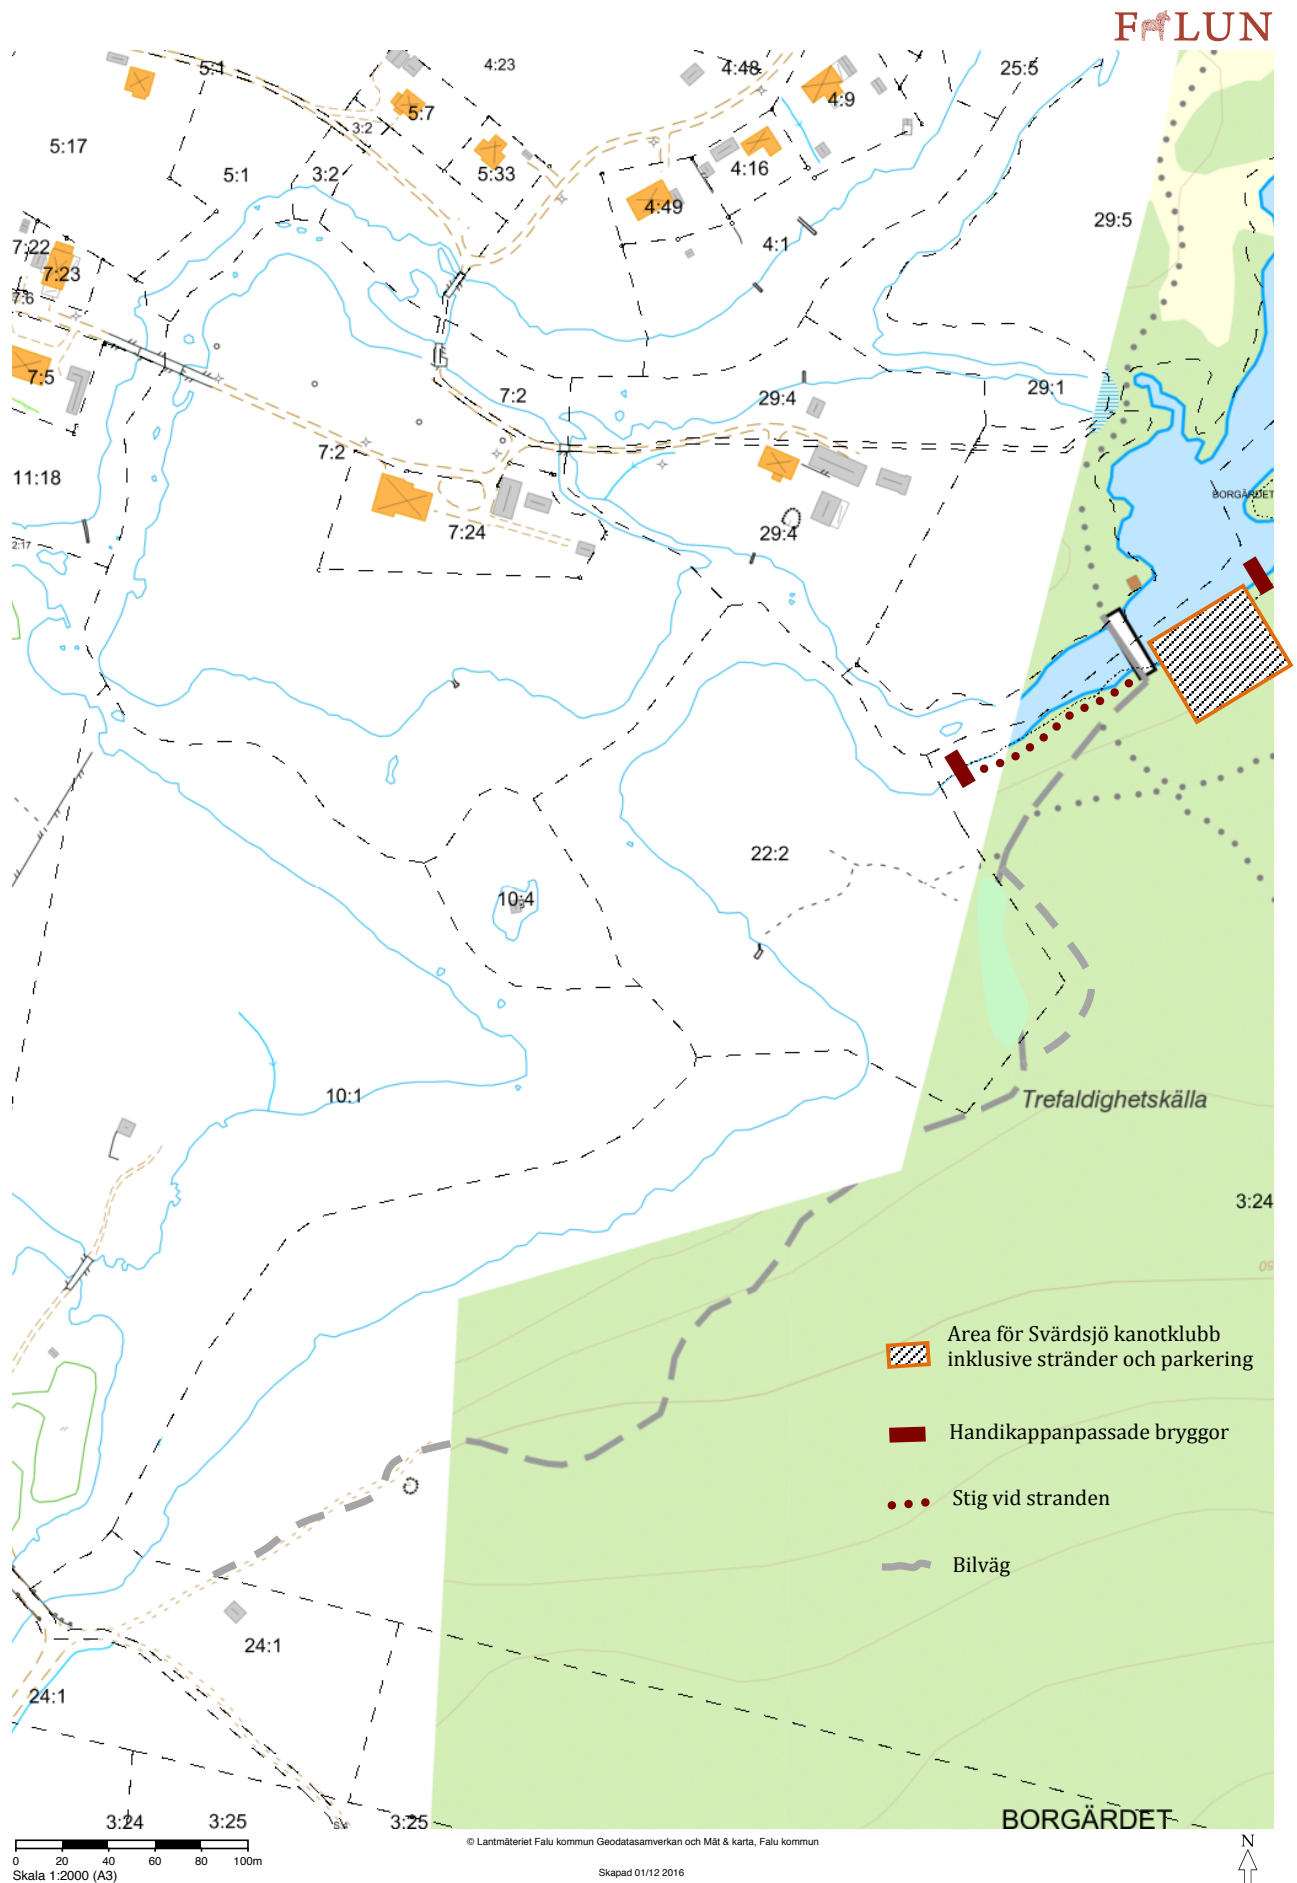 FALUN
5:1
4:23
4:48
25:5
5:7
4:9
3:2
5:17
5:1
3:2
5:33
4:16
4:49
29:5
4:1
7:22
7:23
7:6
7:5
7:2
29:4
29:1
7:2
11:18
BORGÄRDET
7:24
29:4
2:17
22:2
10:4
10:1
Trefaldighetskälla
3:24
50
Area för Svärdsjö kanotklubb
inklusive stränder och parkering
Handikappanpassade bryggor
Stig vid stranden
Bilväg
24:1
24:1
3:24
3:25
3:25
BORGÄRDET
0 20 40 60 80 100m
Skala 1:2000 (A3)
© Lantmäteriet Falu kommun Geodatasamverkan och Mät & karta, Falu kommun
Skapad 01/12 2016
N